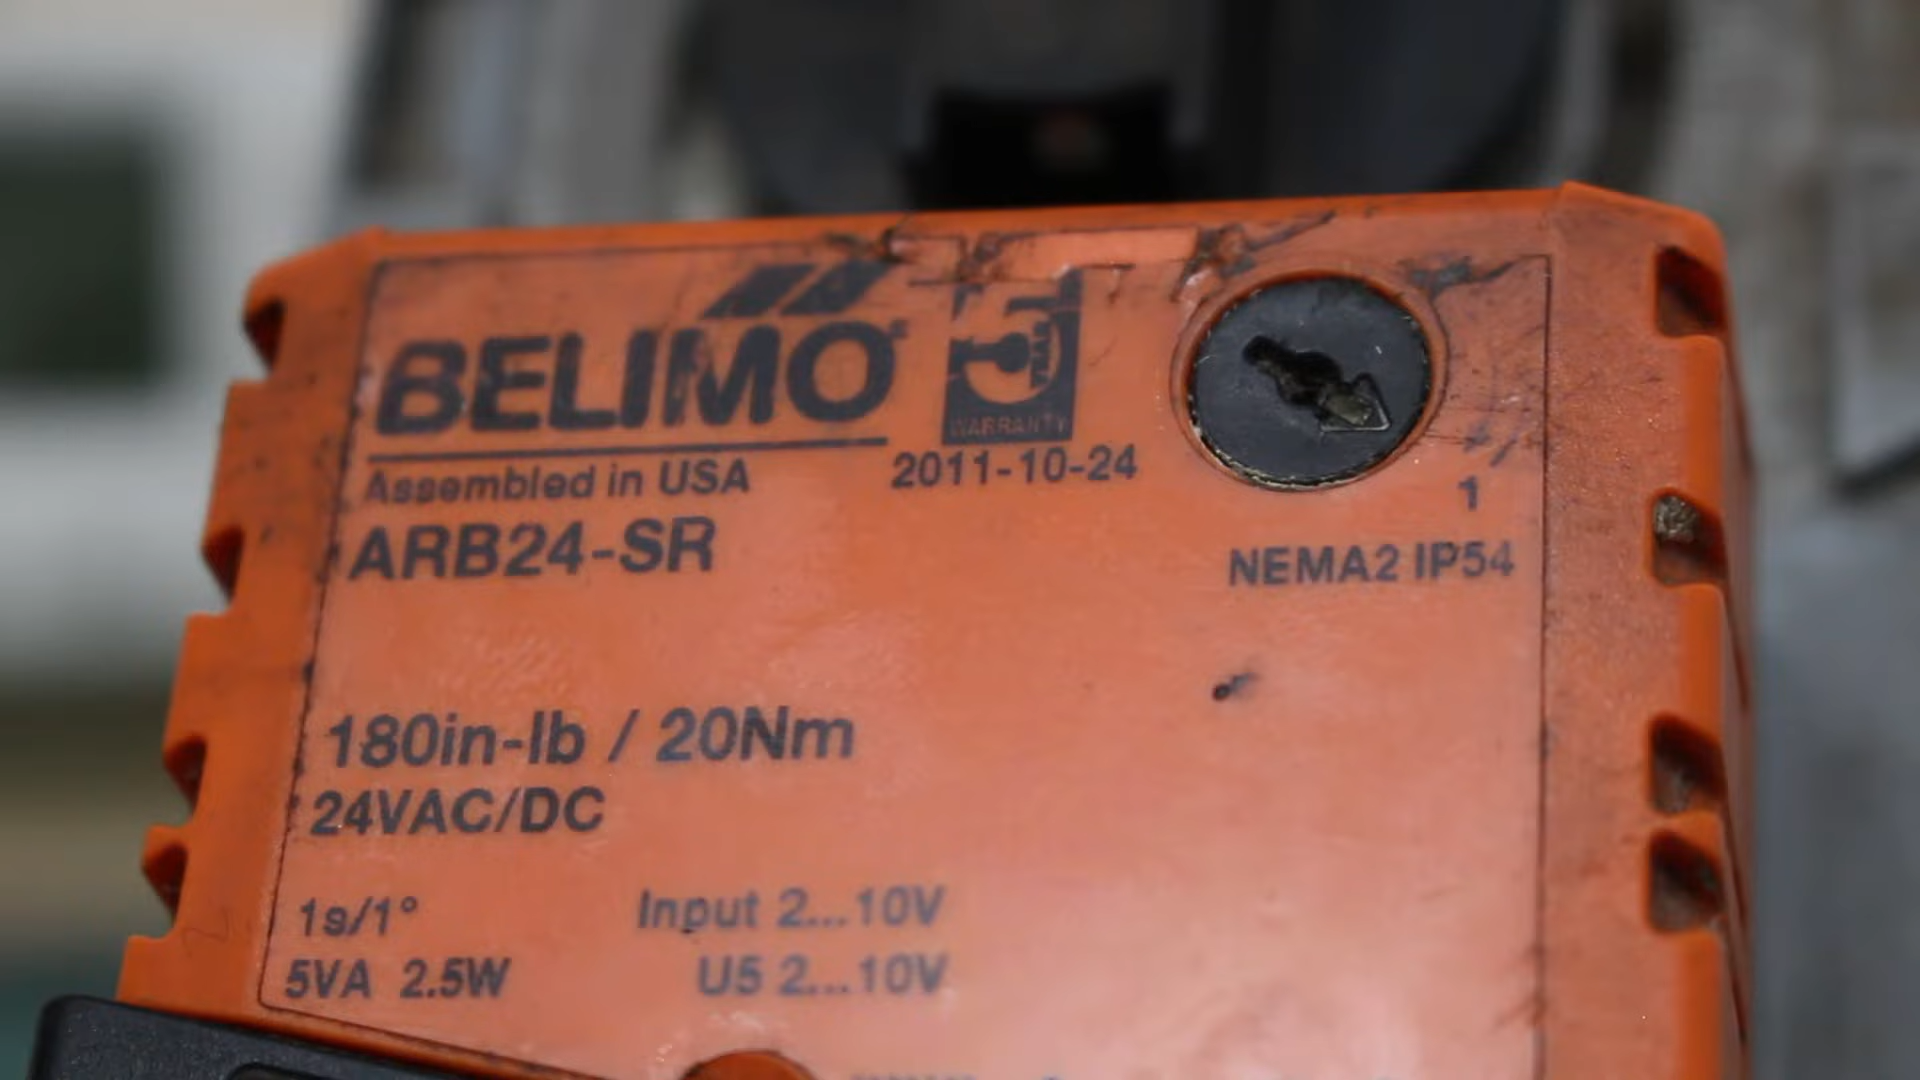 BELIMO
5
YEAR
WARRANTY
Assembled in USA
2011-10-24
ARB24-SR
1
NEMA2 IP54
180in-lb / 20Nm
24VAC/DC
1s/1° Input 2...10V
5VA 2.5W U5 2...10V